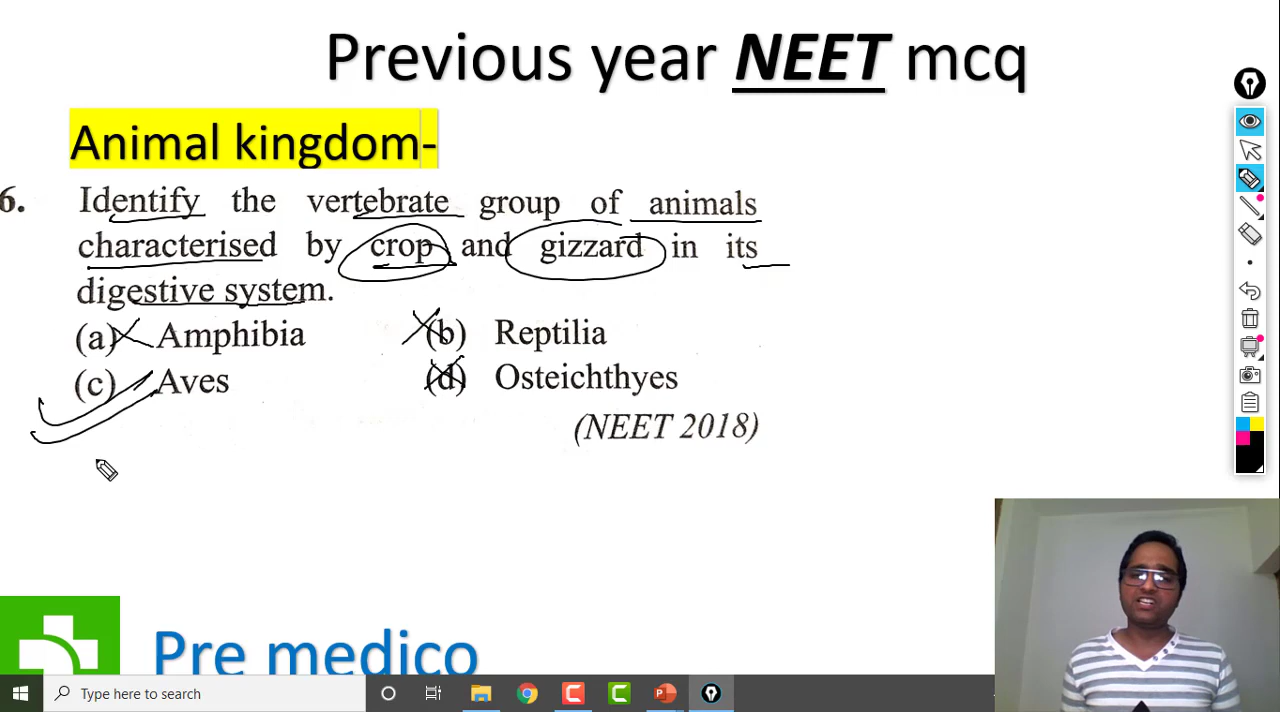 Previous year NEET mcq
Animal kingdom-
6. Identify the vertebrate group of animals
characterised by crop and gizzard in its
digestive system.
(a) Amphibia (b) Reptilia
(c) Aves (d) Osteichthyes
(NEET 2018)
Pre medico
Type here to search